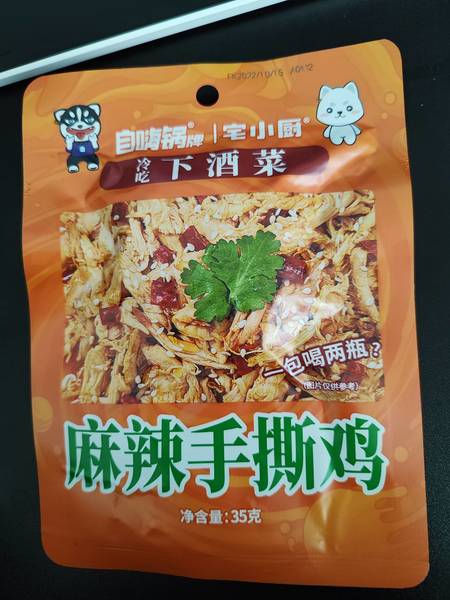 自嗨锅牌 | 宅小厨®
冷吃 下酒菜
一包喝两瓶?
(图片仅供参考)
麻辣手撕鸡
净含量:35克